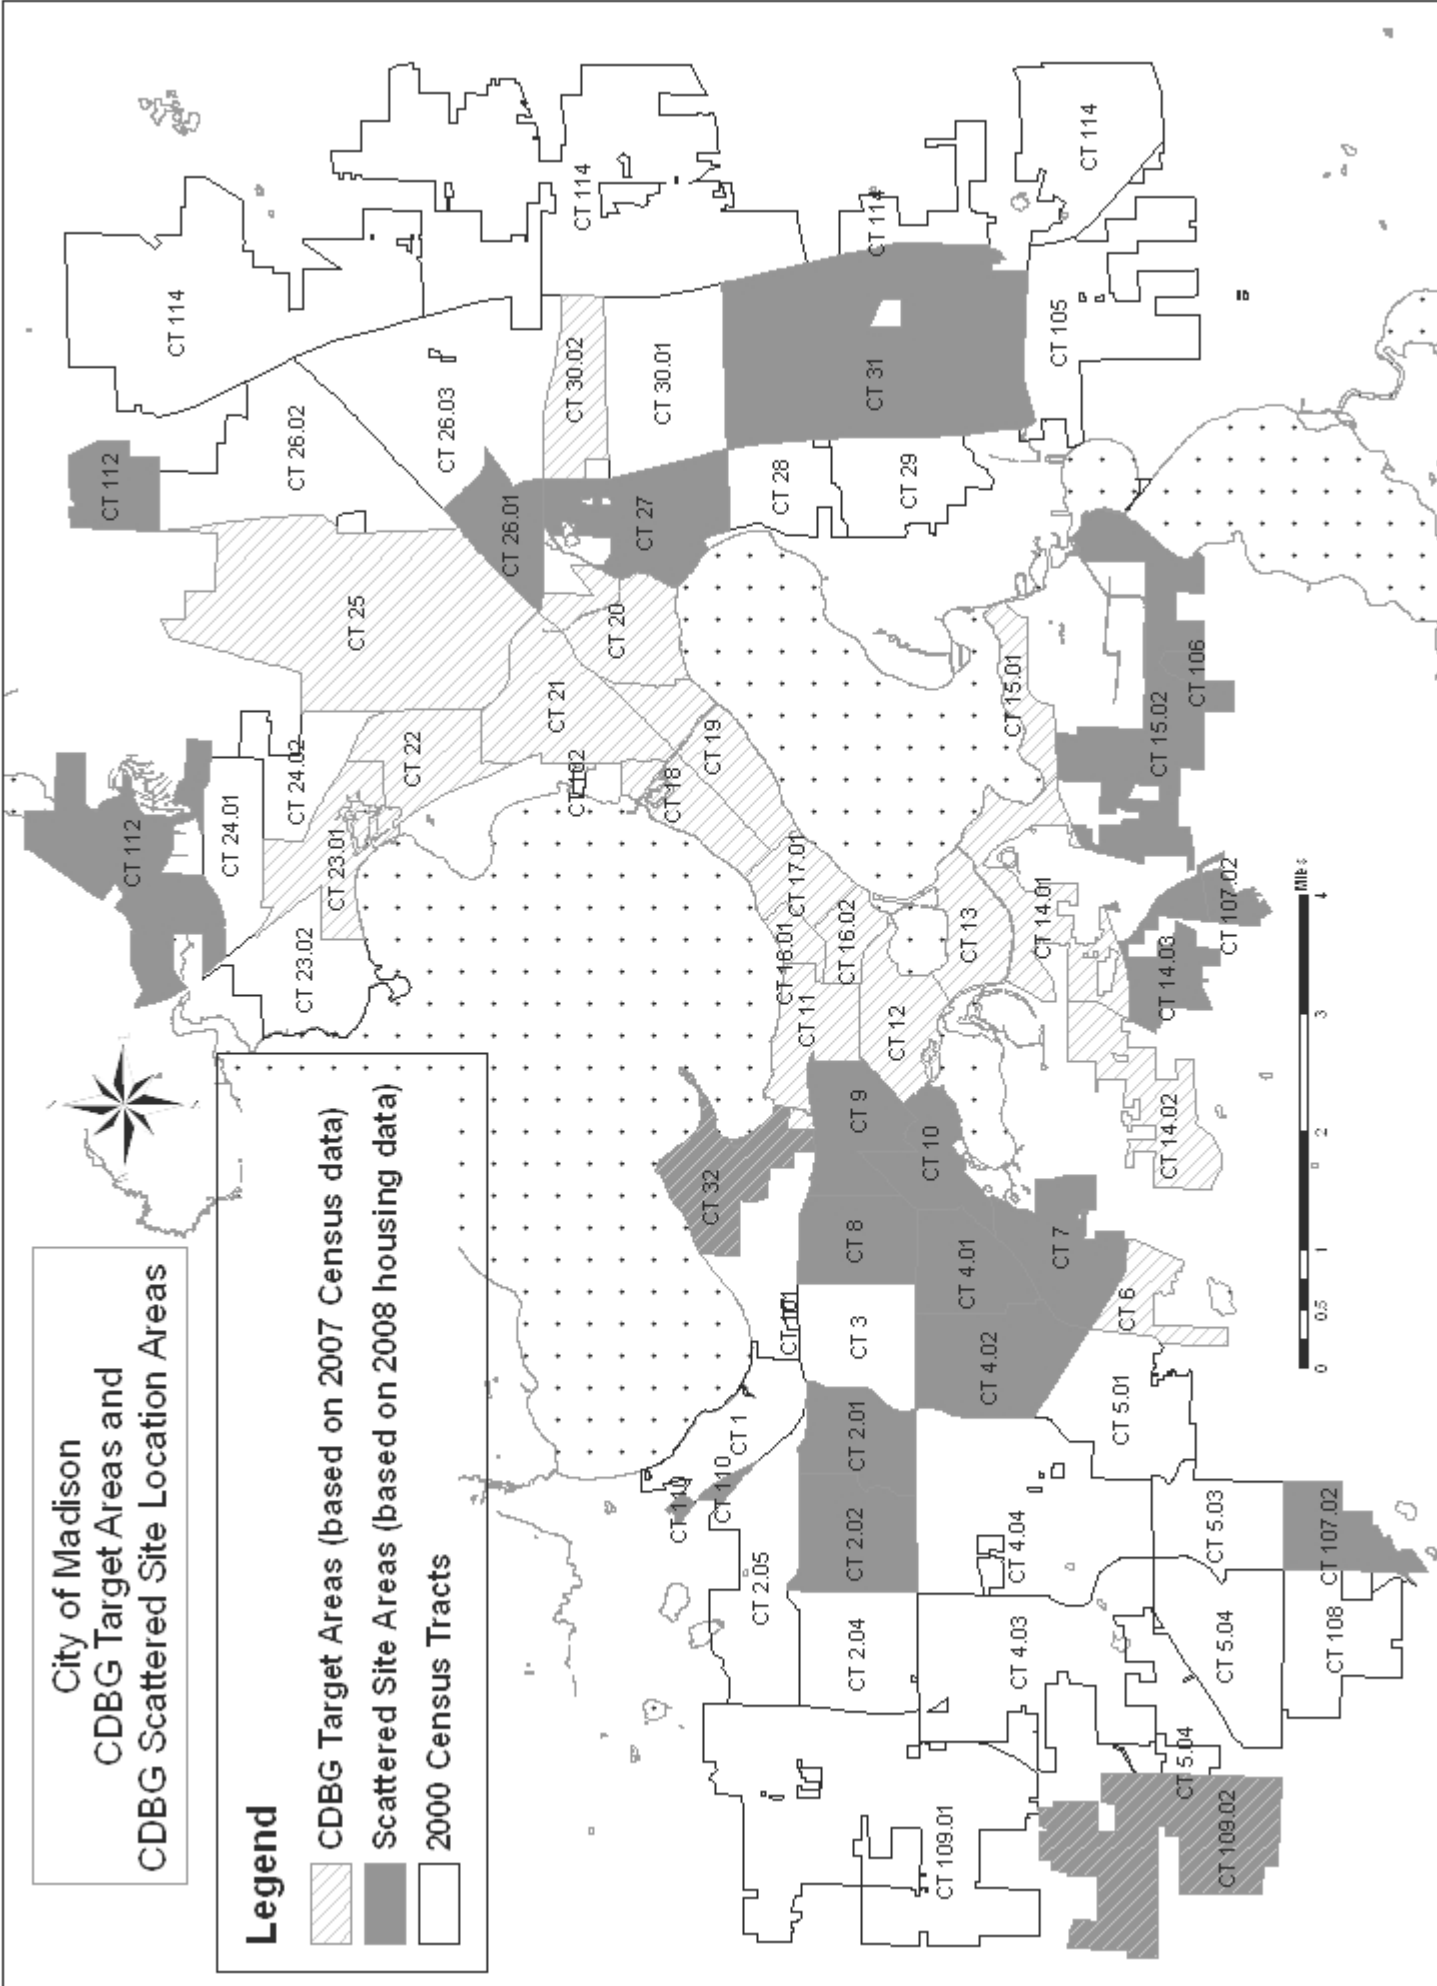 City of Madison
CDBG Target Areas and
CDBG Scattered Site Location Areas
Legend
CDBG Target Areas (based on 2007 Census data)
Scattered Site Areas (based on 2008 housing data)
2000 Census Tracts
CT 112
CT 24.01
CT 24.02
CT 23.01
CT 23.02
CT 22
CT 25
CT 112
CT 26.02
CT 114
CT 26.03
CT 26.01
CT 114
CT 30.02
CT 30.01
CT 27
CT 20
CT 21
CT 102
CT 18
CT 19
CT 28
CT 29
CT 31
CT 114
CT 114
CT 105
CT 17.01
CT 16.01
CT 16.02
CT 11
CT 12
CT 13
CT 14.01
CT 15.01
CT 15.02
CT 106
CT 107.02
CT 14.03
CT 14.02
CT 32
CT 9
CT 10
CT 8
CT 4.01
CT 7
CT 6
CT 101
CT 3
CT 4.02
CT 5.01
CT 1
CT 110
CT 110
CT 2.01
CT 2.02
CT 2.05
CT 2.04
CT 4.04
CT 4.03
CT 5.03
CT 107.02
CT 5.04
CT 108
CT 5.04
CT 109.01
CT 109.02
0 0.5 1 2 3 4
Miles